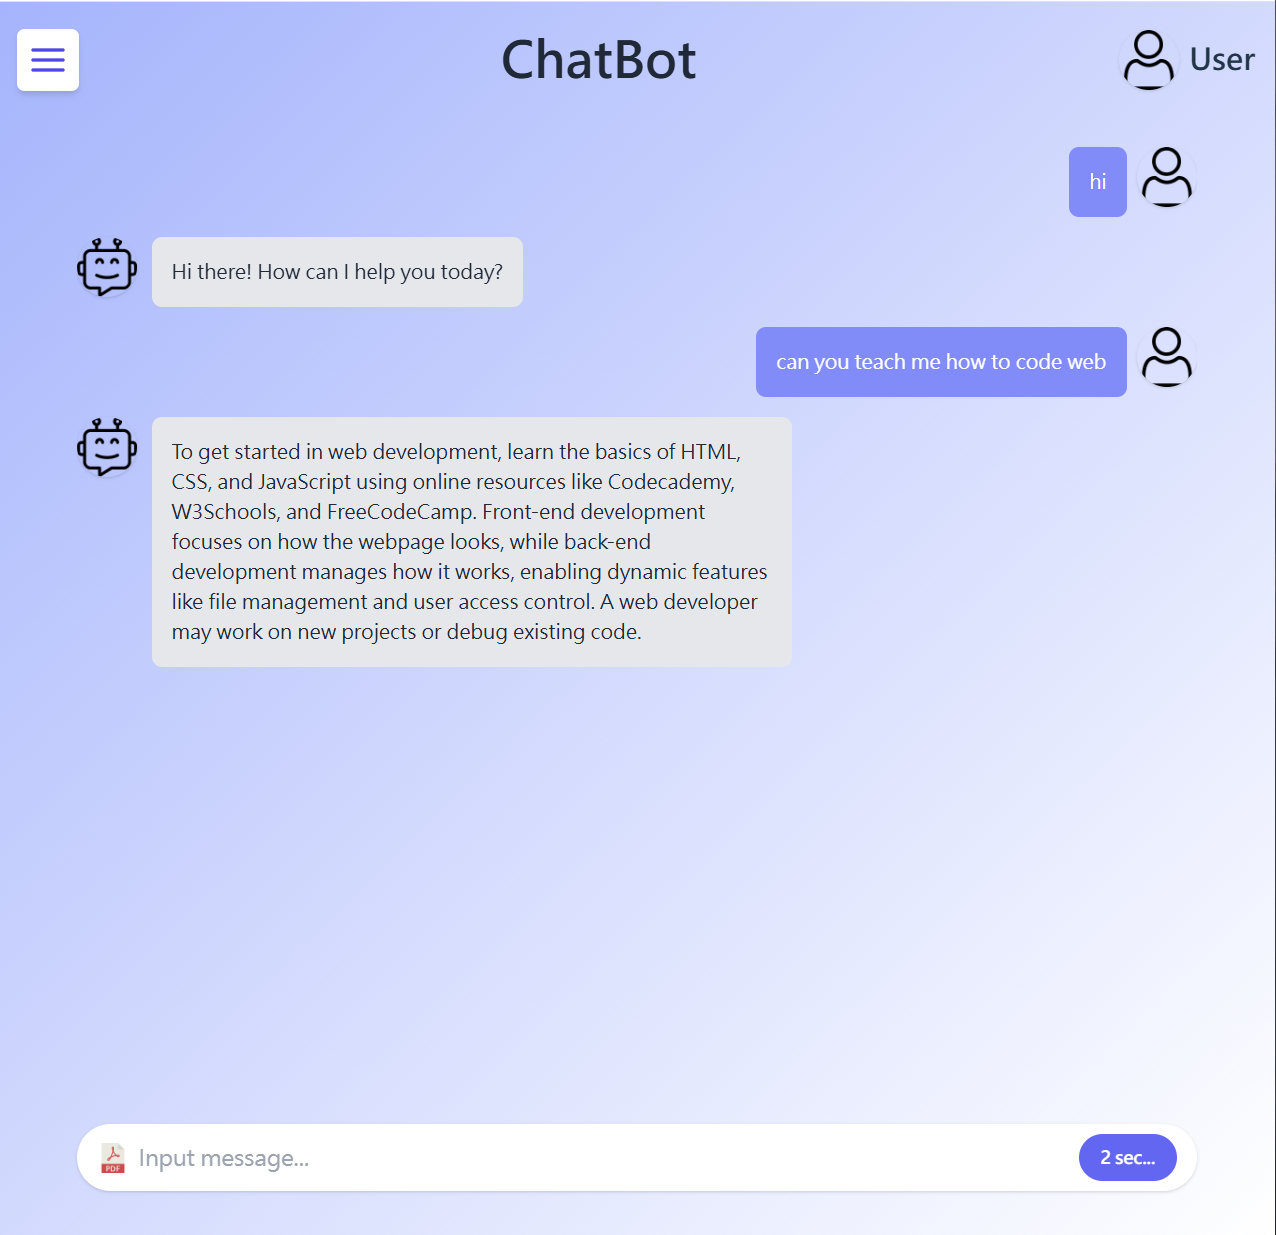 ChatBot
User
hi
Hi there! How can I help you today?
can you teach me how to code web
To get started in web development, learn the basics of HTML,
CSS, and JavaScript using online resources like Codecademy,
W3Schools, and FreeCodeCamp. Front-end development
focuses on how the webpage looks, while back-end
development manages how it works, enabling dynamic features
like file management and user access control. A web developer
may work on new projects or debug existing code.
PDF
Input message...
2 sec...